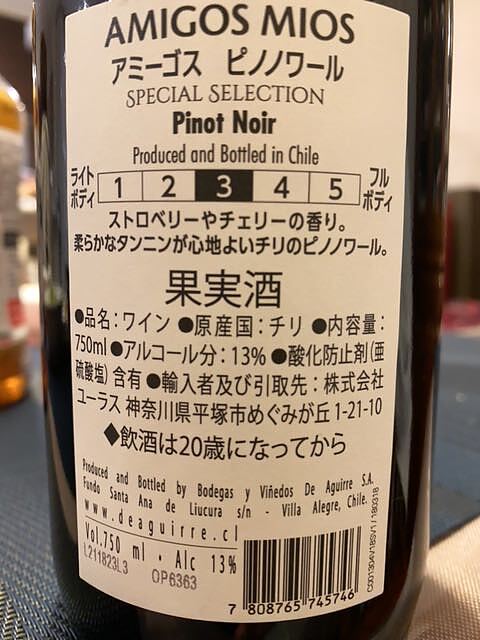 AMIGOS MIOS
アミーゴス ピノノワール
SPECIAL SELECTION
Pinot Noir
Produced and Bottled in Chile
ライトボディ 1 2 3 4 5 フルボディ
ストロベリーやチェリーの香り。
柔らかなタンニンが心地よいチリのピノノワール。
果実酒
●品名:ワイン ●原産国:チリ ●内容量:
750ml ●アルコール分:13% ●酸化防止剤(亜
硫酸塩)含有 ●輸入者及び引取先:株式会社
ユーラス 神奈川県平塚市めぐみが丘1-21-10
◆飲酒は20歳になってから
Produced and Bottled by Bodegas y Viñedos De Aguirre S.A.
Fundo Santa Ana de Liucura s/n - Villa Alegre, Chile.
www.deaguirre.cl
Vol.750 ml • Alc 13%
L211823L3 OP6363
7 808765 745746
C001304V18SV1 / 180318